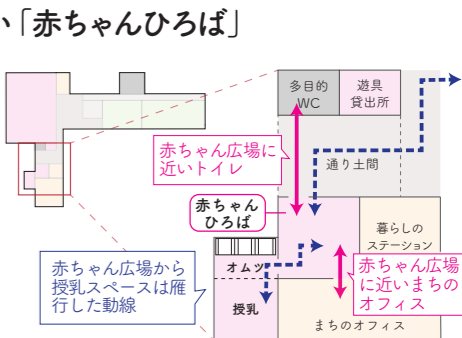 い「赤ちゃんひろば」
多目的
WC
遊具
貸出所
赤ちゃん広場に
近いトイレ
通り土間
赤ちゃん
ひろば
暮らしの
ステーション
赤ちゃん広場から
授乳スペースは雁
行した動線
オムツ
赤ちゃん広場
に近いまちの
オフィス
授乳
まちのオフィス